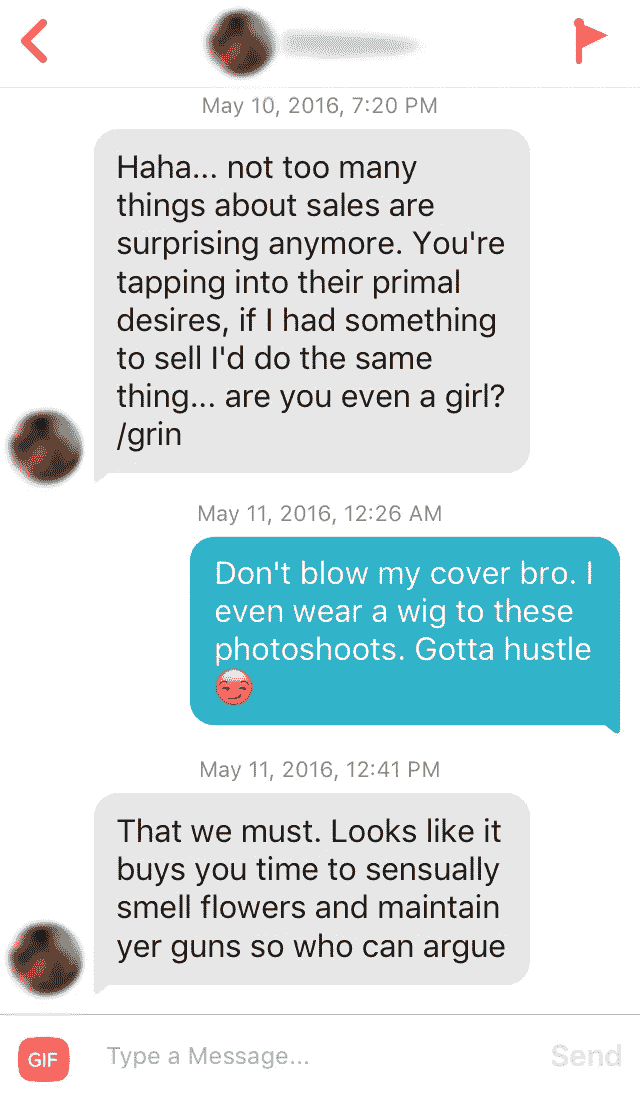 May 10, 2016, 7:20 PM
Haha... not too many
things about sales are
surprising anymore. You're
tapping into their primal
desires, if I had something
to sell I'd do the same
thing... are you even a girl?
/grin
May 11, 2016, 12:26 AM
Don't blow my cover bro. I
even wear a wig to these
photoshoots. Gotta hustle
😏
May 11, 2016, 12:41 PM
That we must. Looks like it
buys you time to sensually
smell flowers and maintain
yer guns so who can argue
GIF
Type a Message...
Send